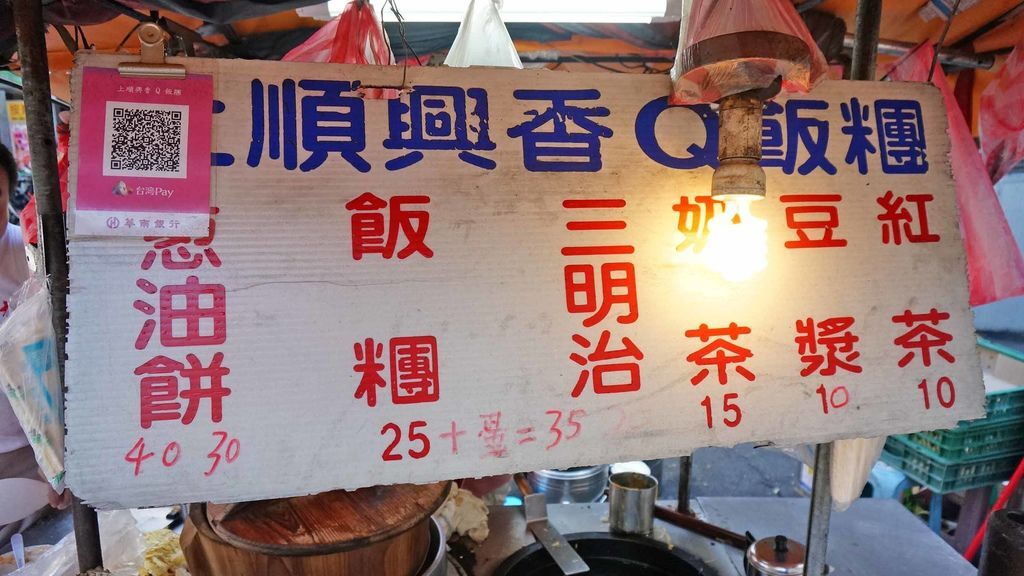 上順興香Q飯糰
上順興香Q飯糰
台灣Pay
華南銀行
紅茶
10
豆漿
10
奶茶
15
三明治
飯糰
25+蛋=35
蔥油餅
40 30